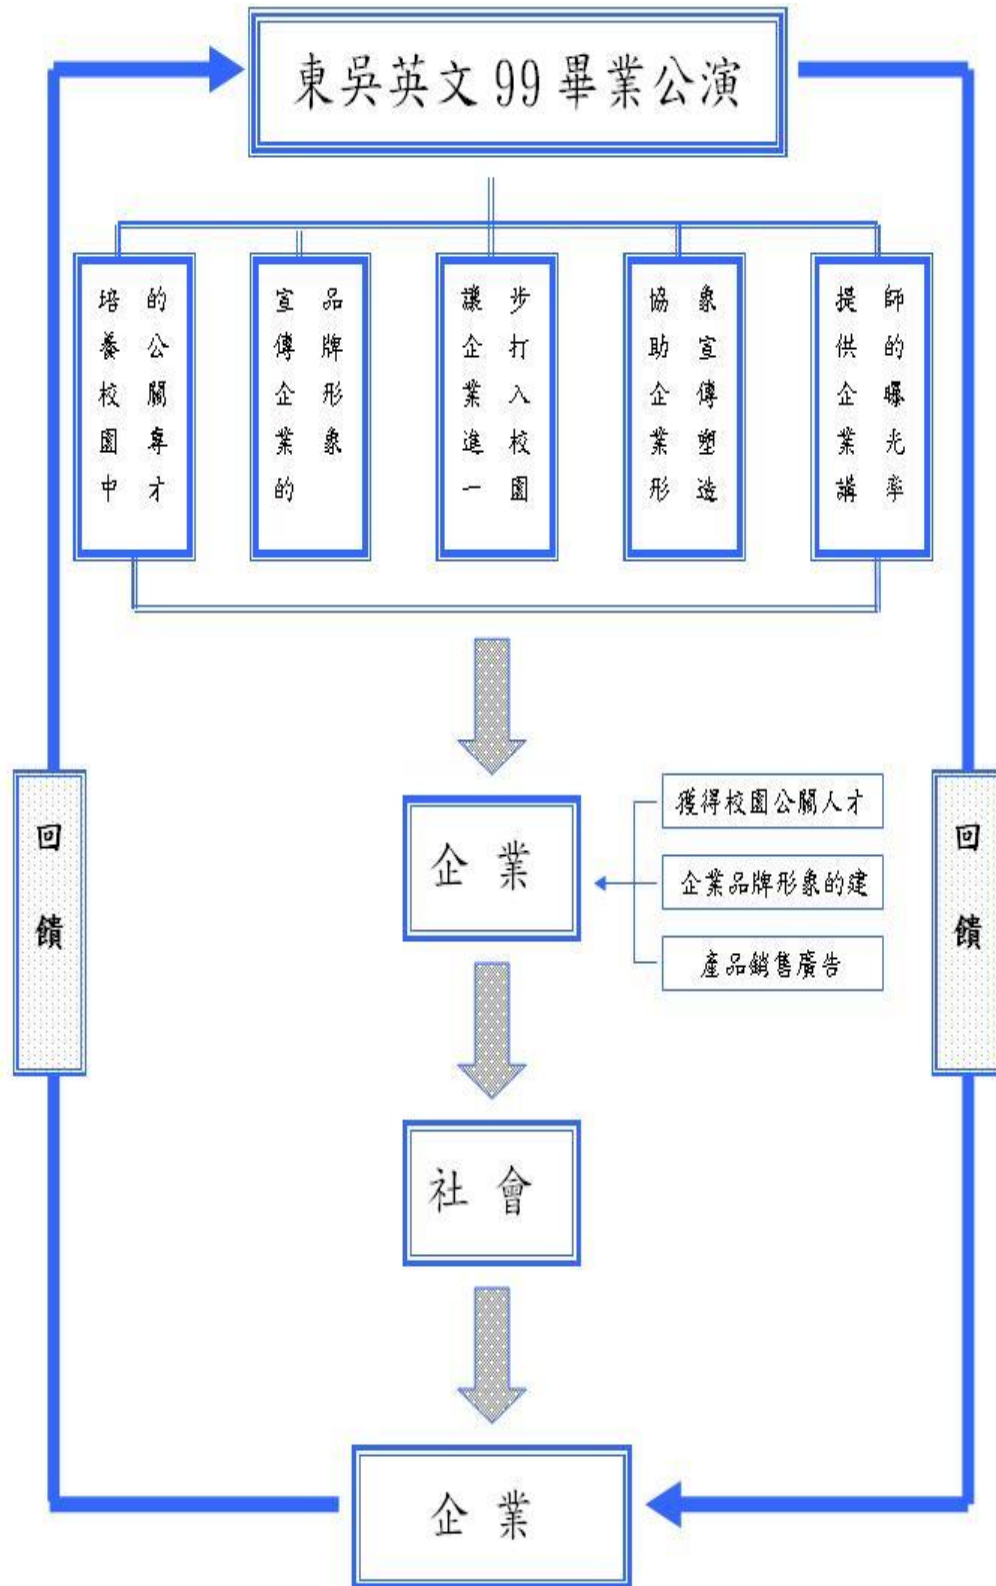 東吳英文99畢業公演
培養校園中
的公關專才
宣傳企業的
品牌形象
讓企業進一
步打入校園
協助企業形
象宣傳塑造
提供企業講
師的曝光率
回饋
企業
獲得校園公關人才
企業品牌形象的建
產品銷售廣告
回饋
社會
企業